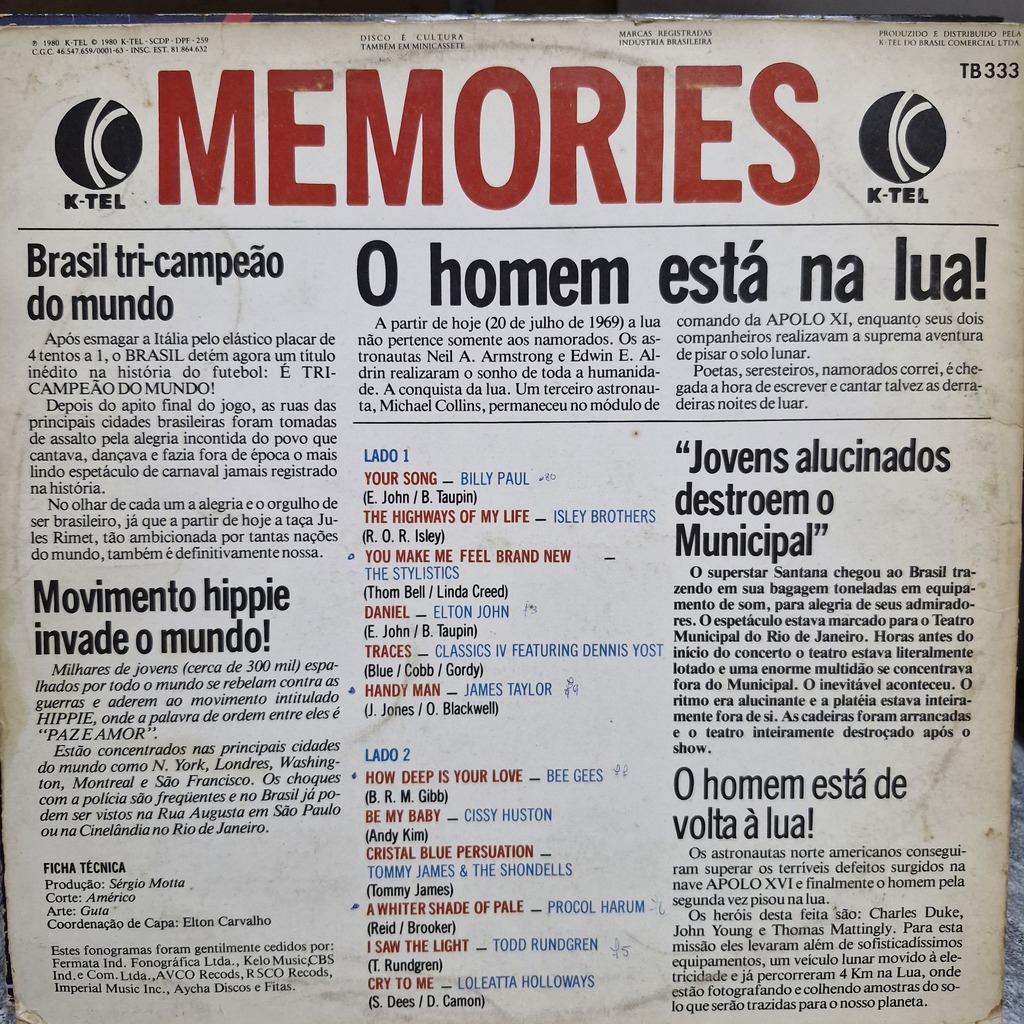 ℗ 1980 K-TEL © 1980 K-TEL - SCDP - DPF - 259
C.G.C. 46.547.659/0001-63 - INSC. EST. 81.864.632
DISCO É CULTURA
TAMBÉM EM MINICASSETE
MARCAS REGISTRADAS
INDÚSTRIA BRASILEIRA
PRODUZIDO E DISTRIBUIDO PELA
K-TEL DO BRASIL COMERCIAL LTDA.
TB 333
K-TEL
MEMORIES
K-TEL
Brasil tri-campeão
do mundo
Após esmagar a Itália pelo elástico placar de
4 tentos a 1, o BRASIL detém agora um título
inédito na história do futebol: É TRI-
CAMPEÃO DO MUNDO!
Depois do apito final do jogo, as ruas das
principais cidades brasileiras foram tomadas
de assalto pela alegria incontida do povo que
cantava, dançava e fazia fora de época o mais
lindo espetáculo de carnaval jamais registrado
na história.
No olhar de cada um a alegria e o orgulho de
ser brasileiro, já que a partir de hoje a taça Ju-
les Rimet, tão ambicionada por tantas nações
do mundo, também é definitivamente nossa.
Movimento hippie
invade o mundo!
Milhares de jovens (cerca de 300 mil) espa-
lhados por todo o mundo se rebelam contra as
guerras e aderem ao movimento intitulado
HIPPIE, onde a palavra de ordem entre eles é
"PAZ E AMOR".
Estão concentrados nas principais cidades
do mundo como N. York, Londres, Washing-
ton, Montreal e São Francisco. Os choques
com a polícia são freqüentes e no Brasil já po-
dem ser vistos na Rua Augusta em São Paulo
ou na Cinelândia no Rio de Janeiro.
FICHA TÉCNICA
Produção: Sérgio Motta
Corte: Américo
Arte: Guta
Coordenação de Capa: Elton Carvalho
Estes fonogramas foram gentilmente cedidos por:
Fermata Ind. Fonográfica Ltda., Kelo Music, CBS
Ind. e Com. Ltda., AVCO Recods, RSCO Recods,
Imperial Music Inc., Aycha Discos e Fitas.
O homem está na lua!
A partir de hoje (20 de julho de 1969) a lua
não pertence somente aos namorados. Os as-
tronautas Neil A. Armstrong e Edwin E. Al-
drin realizaram o sonho de toda a humanida-
de. A conquista da lua. Um terceiro astronau-
ta, Michael Collins, permaneceu no módulo de
comando da APOLO XI, enquanto seus dois
companheiros realizavam a suprema aventura
de pisar o solo lunar.
Poetas, seresteiros, namorados correi, é che-
gada a hora de escrever e cantar talvez as derra-
deiras noites de luar.
LADO 1
YOUR SONG — BILLY PAUL
(E. John / B. Taupin)
THE HIGHWAYS OF MY LIFE — ISLEY BROTHERS
(R. O. R. Isley)
YOU MAKE ME FEEL BRAND NEW —
THE STYLISTICS
(Thom Bell / Linda Creed)
DANIEL — ELTON JOHN
(E. John / B. Taupin)
TRACES — CLASSICS IV FEATURING DENNIS YOST
(Blue / Cobb / Gordy)
HANDY MAN — JAMES TAYLOR
(J. Jones / O. Blackwell)
LADO 2
HOW DEEP IS YOUR LOVE — BEE GEES
(B. R. M. Gibb)
BE MY BABY — CISSY HUSTON
(Andy Kim)
CRISTAL BLUE PERSUATION —
TOMMY JAMES & THE SHONDELLS
(Tommy James)
A WHITER SHADE OF PALE — PROCOL HARUM
(Reid / Brooker)
I SAW THE LIGHT — TODD RUNDGREN
(T. Rundgren)
CRY TO ME — LOLEATTA HOLLOWAYS
(S. Dees / D. Camon)
"Jovens alucinados
destroem o
Municipal"
O superstar Santana chegou ao Brasil tra-
zendo em sua bagagem toneladas em equipa-
mento de som, para alegria de seus admirado-
res. O espetáculo estava marcado para o Teatro
Municipal do Rio de Janeiro. Horas antes do
início do concerto o teatro estava literalmente
lotado e uma enorme multidão se concentrava
fora do Municipal. O inevitável aconteceu. O
ritmo era alucinante e a platéia estava inteira-
mente fora de si. As cadeiras foram arrancadas
e o teatro inteiramente destroçado após o
show.
O homem está de
volta à lua!
Os astronautas norte americanos consegui-
ram superar os terríveis defeitos surgidos na
nave APOLO XVI e finalmente o homem pela
segunda vez pisou na lua.
Os heróis desta feita são: Charles Duke,
John Young e Thomas Mattingly. Para esta
missão eles levaram além de sofisticadíssimos
equipamentos, um veículo lunar movido à ele-
tricidade e já percorreram 4 Km na Lua, onde
estão fotografando e colhendo amostras do so-
lo que serão trazidas para o nosso planeta.